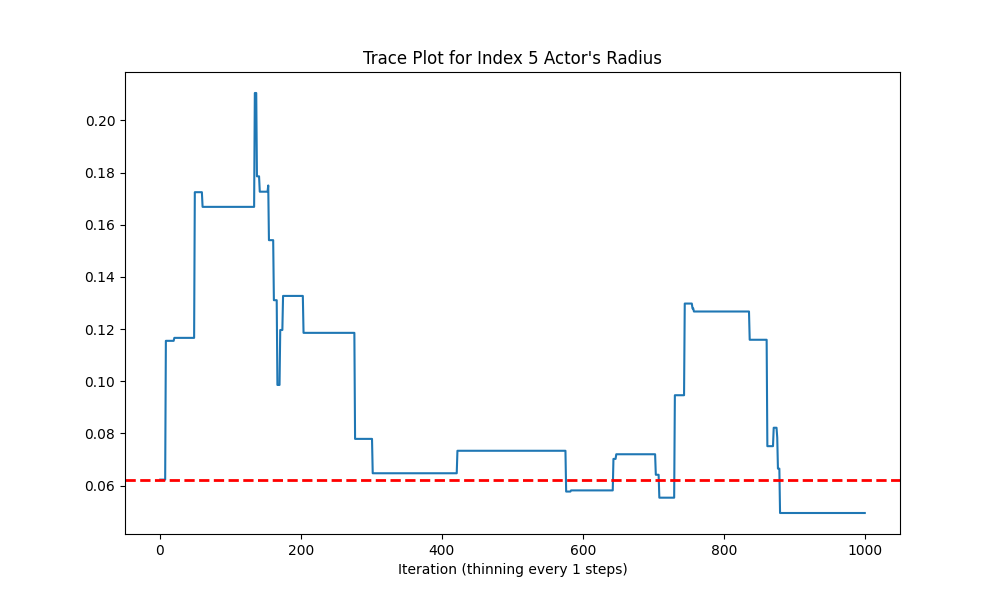 Trace Plot for Index 5 Actor's Radius
0.20
0.18
0.16
0.14
0.12
0.10
0.08
0.06
0 200 400 600 800 1000
Iteration (thinning every 1 steps)